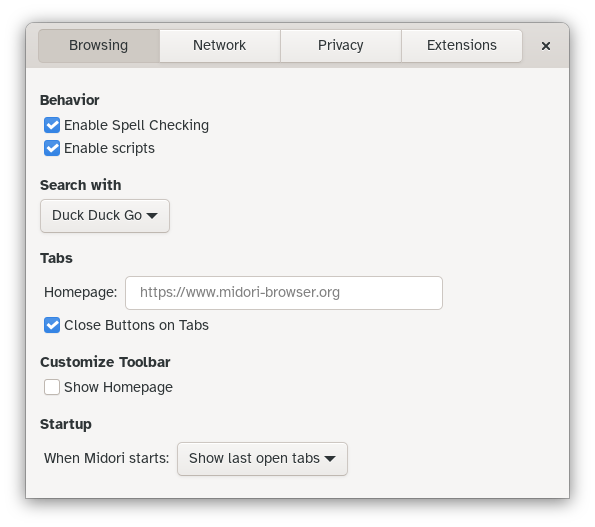 Browsing Network Privacy Extensions
Behavior
Enable Spell Checking
Enable scripts
Search with
Duck Duck Go
Tabs
Homepage: https://www.midori-browser.org
Close Buttons on Tabs
Customize Toolbar
Show Homepage
Startup
When Midori starts: Show last open tabs